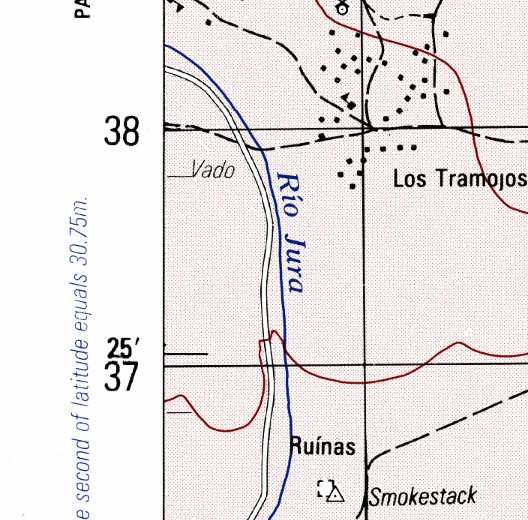 PA
38
Vado
Río Jura
Los Tramojos
e second of latitude equals 30.75m.
25′
37
Ruínas
Smokestack